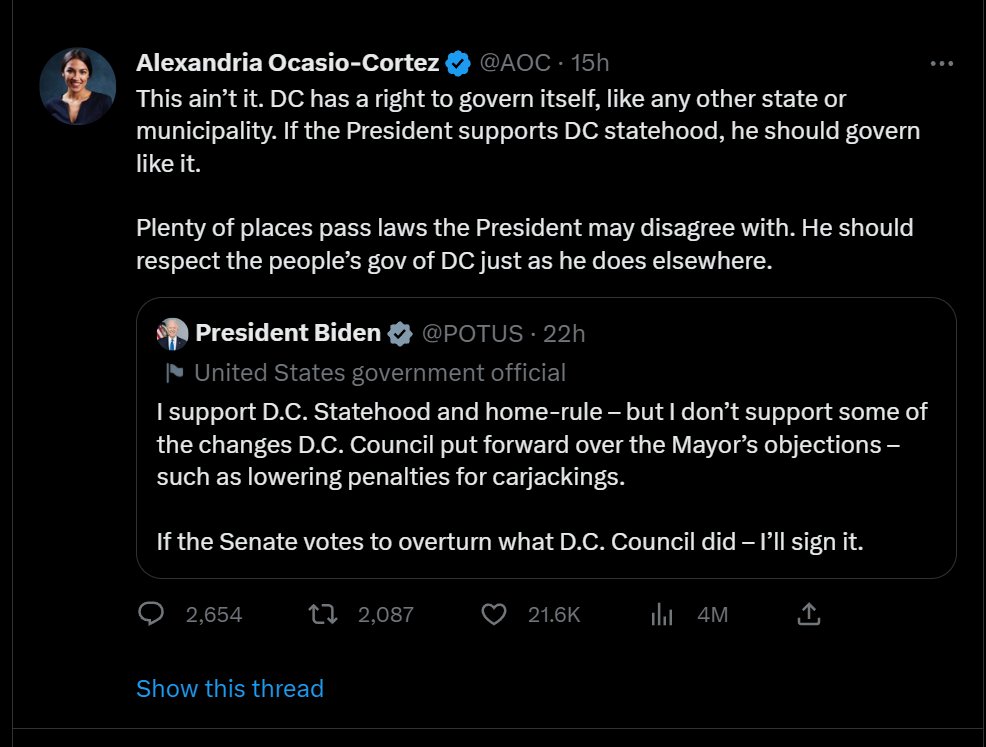 Alexandria Ocasio-Cortez @AOC · 15h
This ain’t it. DC has a right to govern itself, like any other state or
municipality. If the President supports DC statehood, he should govern
like it.
Plenty of places pass laws the President may disagree with. He should
respect the people’s gov of DC just as he does elsewhere.
President Biden @POTUS · 22h
United States government official
I support D.C. Statehood and home-rule – but I don’t support some of
the changes D.C. Council put forward over the Mayor’s objections –
such as lowering penalties for carjackings.
If the Senate votes to overturn what D.C. Council did – I’ll sign it.
2,654 2,087 21.6K 4M
Show this thread